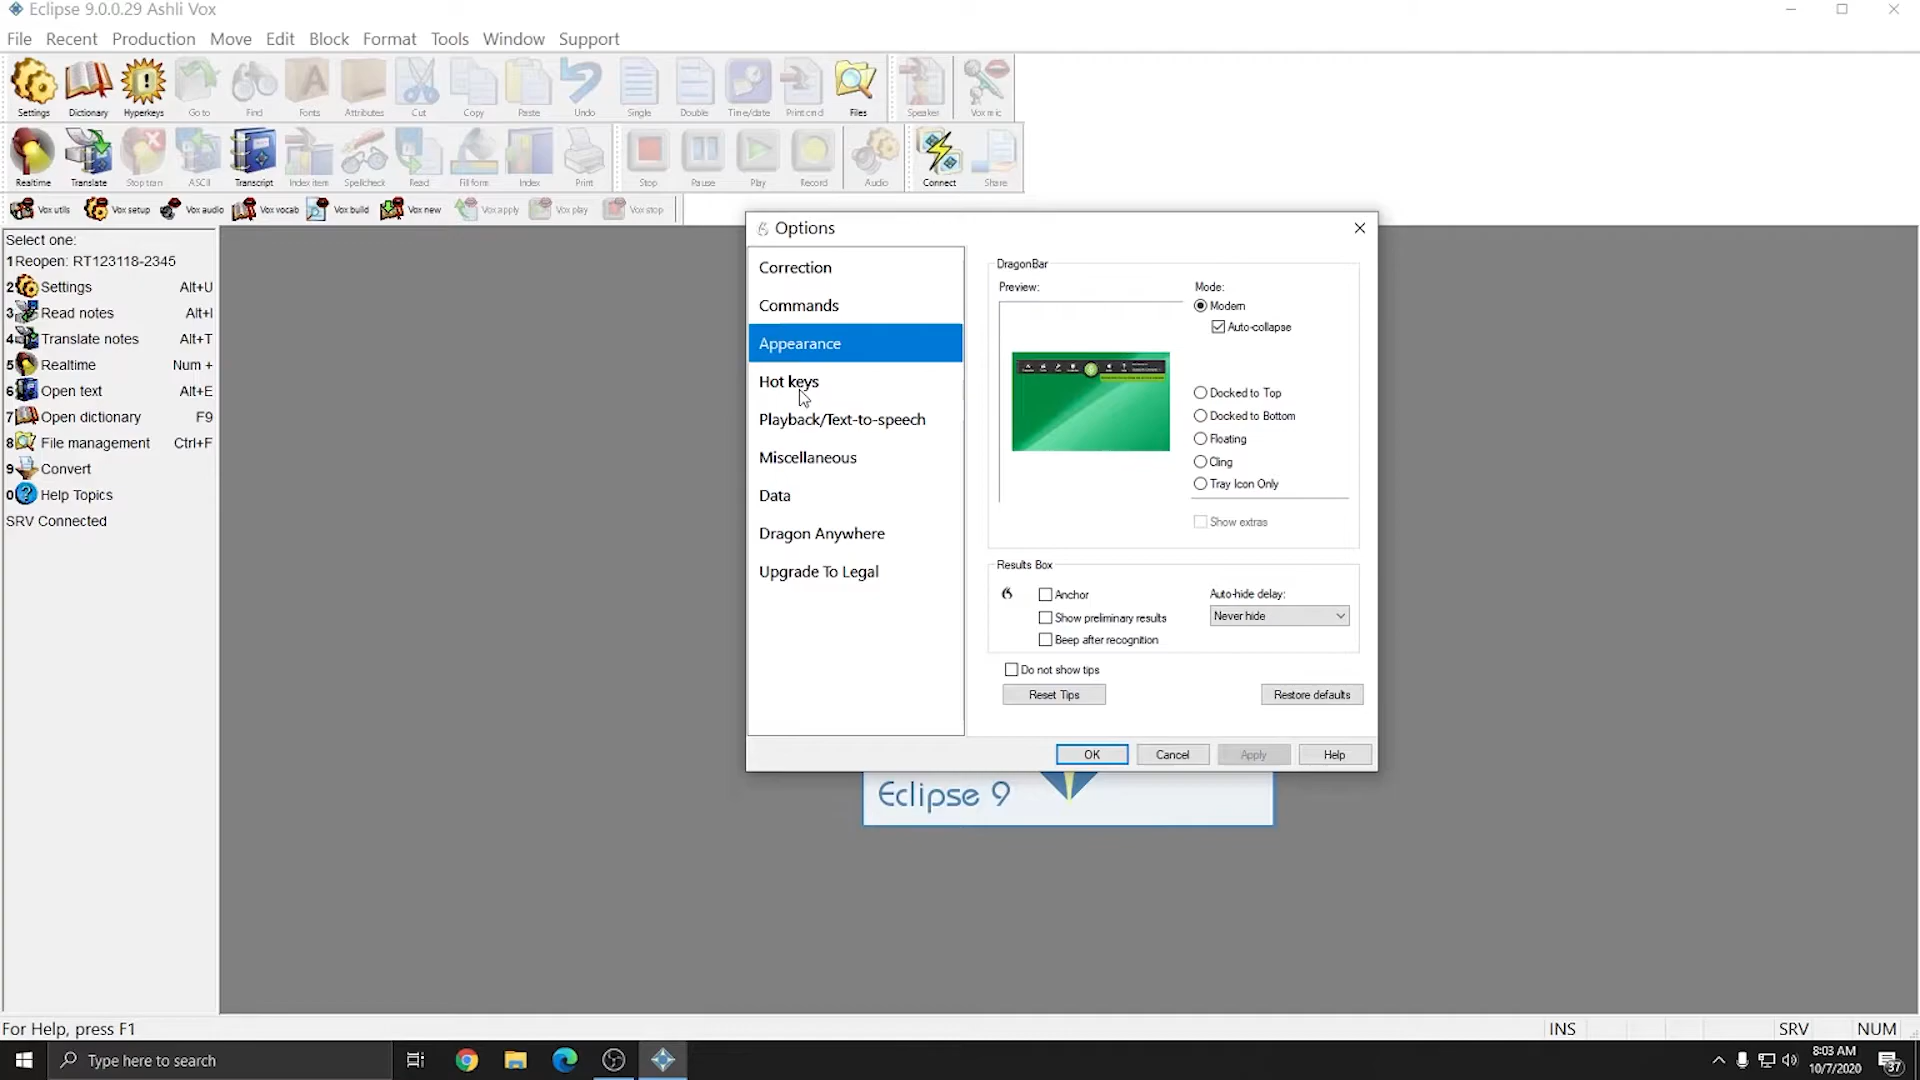 Eclipse 9.0.0.29 Ashli Vox
File Recent Production Move Edit Block Format Tools Window Support
Settings Dictionary Hyperkeys Go to Find Fonts Attributes Cut Copy Paste Undo Single Double Time/date Print cmd Files Speaker Vox mic
Realtime Translate Stop tran ASCII Transcript Index item Spellcheck Read Fill form Index Print Stop Pause Play Record Audio Connect Share
Vox utils Vox setup Vox audio Vox vocab Vox build Vox new Vox apply Vox play Vox stop
Select one:
1Reopen: RT123118-2345
2 Settings Alt+U
3 Read notes Alt+I
4 Translate notes Alt+T
5 Realtime Num +
6 Open text Alt+E
7 Open dictionary F9
8 File management Ctrl+F
9 Convert
0 Help Topics
SRV Connected
Options
Correction
Commands
Appearance
Hot keys
Playback/Text-to-speech
Miscellaneous
Data
Dragon Anywhere
Upgrade To Legal
DragonBar
Preview:
Mode:
Modern
Auto-collapse
Docked to Top
Docked to Bottom
Floating
Cling
Tray Icon Only
Show extras
Results Box
Anchor
Show preliminary results
Beep after recognition
Auto-hide delay:
Never hide
Do not show tips
Reset Tips
Restore defaults
OK Cancel Apply Help
Eclipse 9
For Help, press F1
INS SRV NUM
Type here to search
8:03 AM
10/7/2020
37